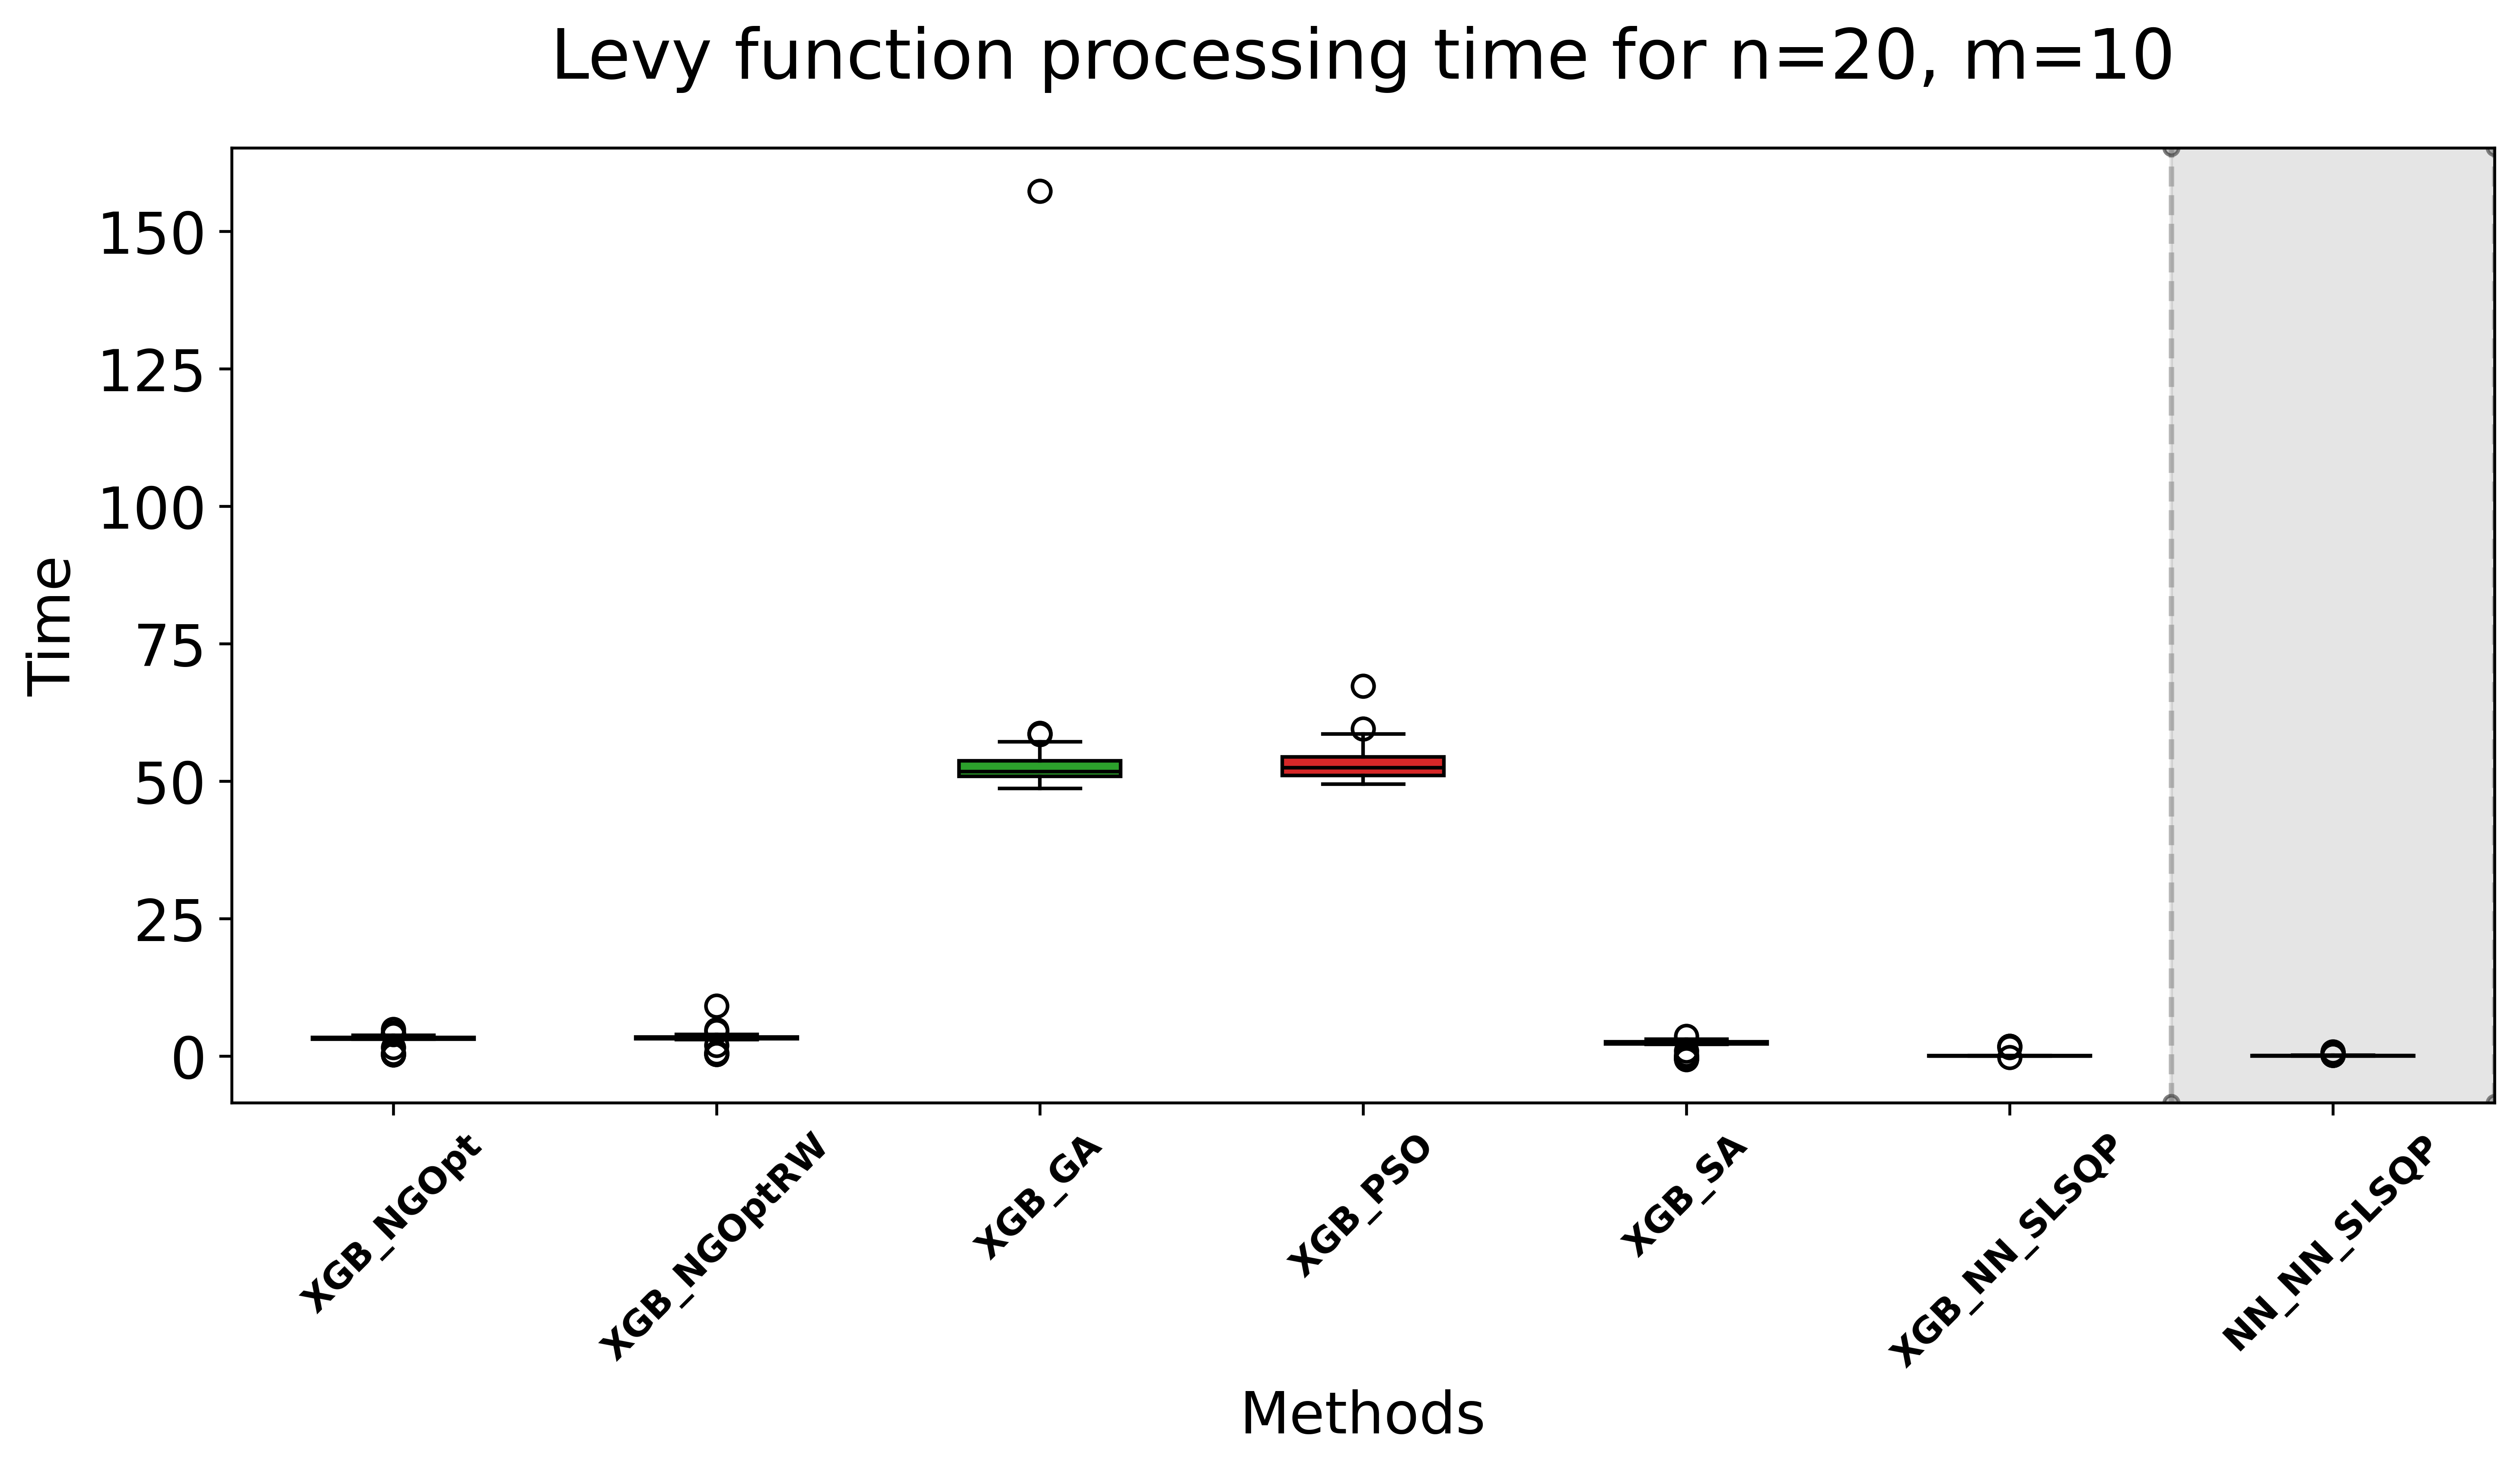 Levy function processing time for n=20, m=10
150
125
100
75
50
25
0
Time
XGB_NGOpt
XGB_NGOptRW
XGB_GA
XGB_PSO
XGB_SA
XGB_NN_SLSQP
NN_NN_SLSQP
Methods